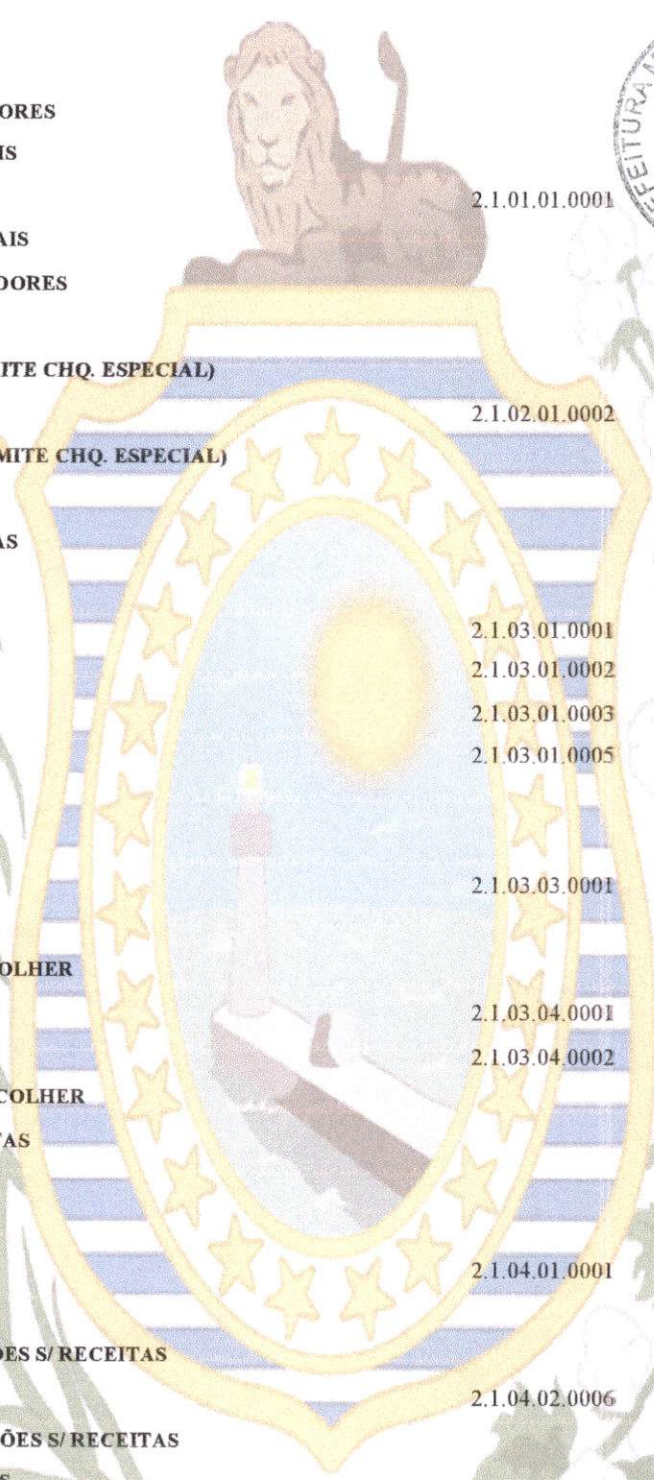 ORES
IS
2.1.01.01.0001
AIS
DORES
ITE CHQ. ESPECIAL)
2.1.02.01.0002
MITE CHQ. ESPECIAL)
AS
2.1.03.01.0001
2.1.03.01.0002
2.1.03.01.0003
2.1.03.01.0005
2.1.03.03.0001
OLHER
2.1.03.04.0001
2.1.03.04.0002
COLHER
TAS
2.1.04.01.0001
ÕES S/ RECEITAS
2.1.04.02.0006
ÕES S/ RECEITAS
EFEITURA M